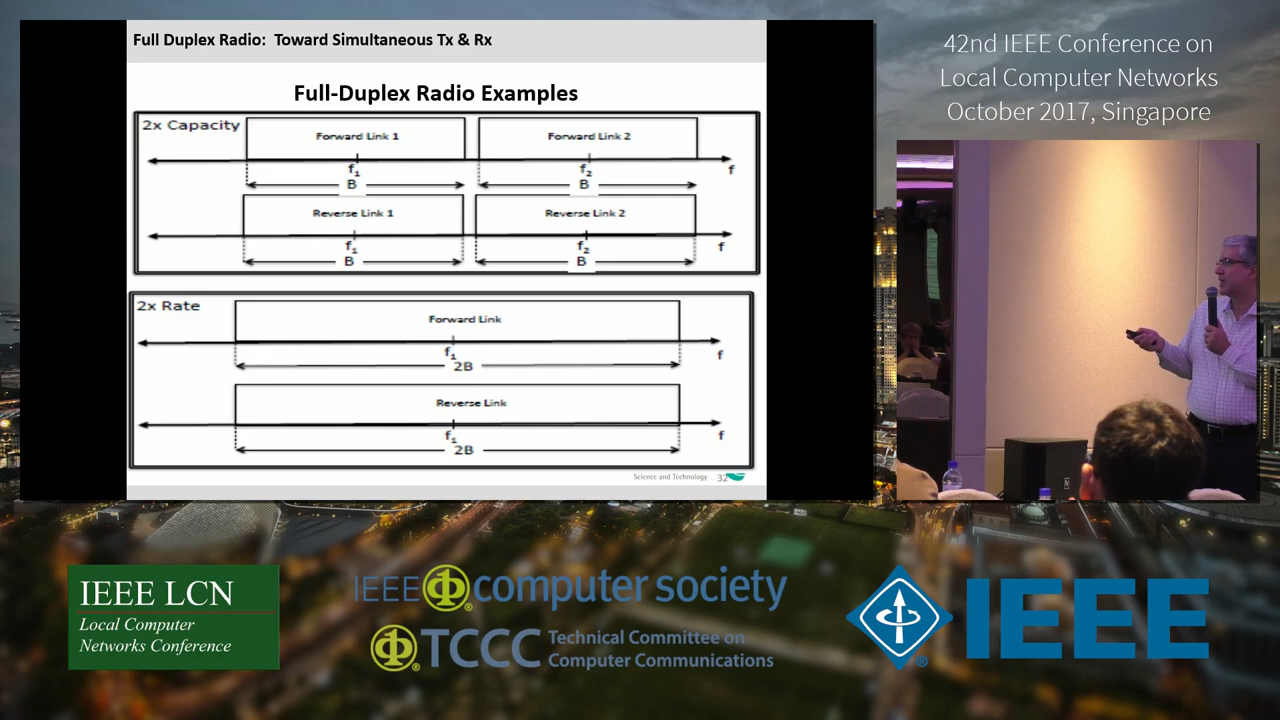 Full Duplex Radio: Toward Simultaneous Tx & Rx
Full-Duplex Radio Examples
2x Capacity
Forward Link 1
Forward Link 2
f1
f2
f
B
B
Reverse Link 1
Reverse Link 2
f1
f2
f
B
B
2x Rate
Forward Link
f1
f
2B
Reverse Link
f1
f
2B
Science and Technology 32
42nd IEEE Conference on
Local Computer Networks
October 2017, Singapore
IEEE LCN
Local Computer
Networks Conference
IEEE computer society
TCCC Technical Committee on
Computer Communications
IEEE